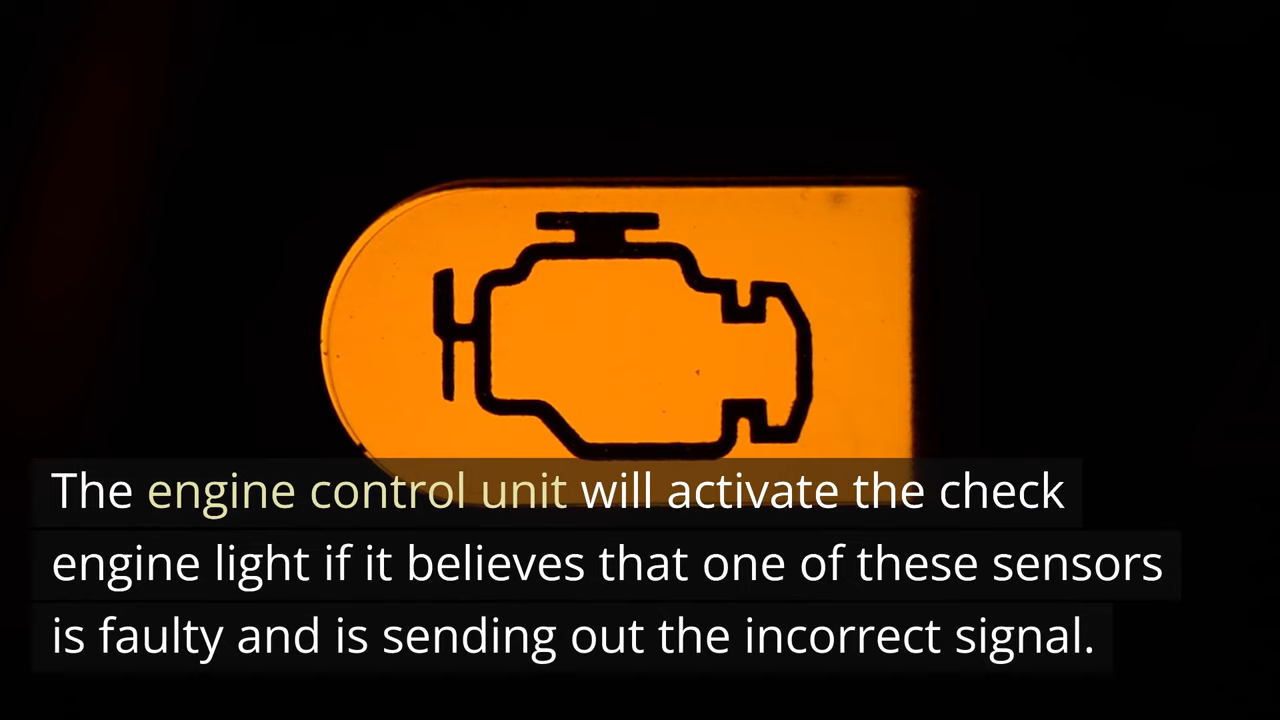 The engine control unit will activate the check
engine light if it believes that one of these sensors
is faulty and is sending out the incorrect signal.